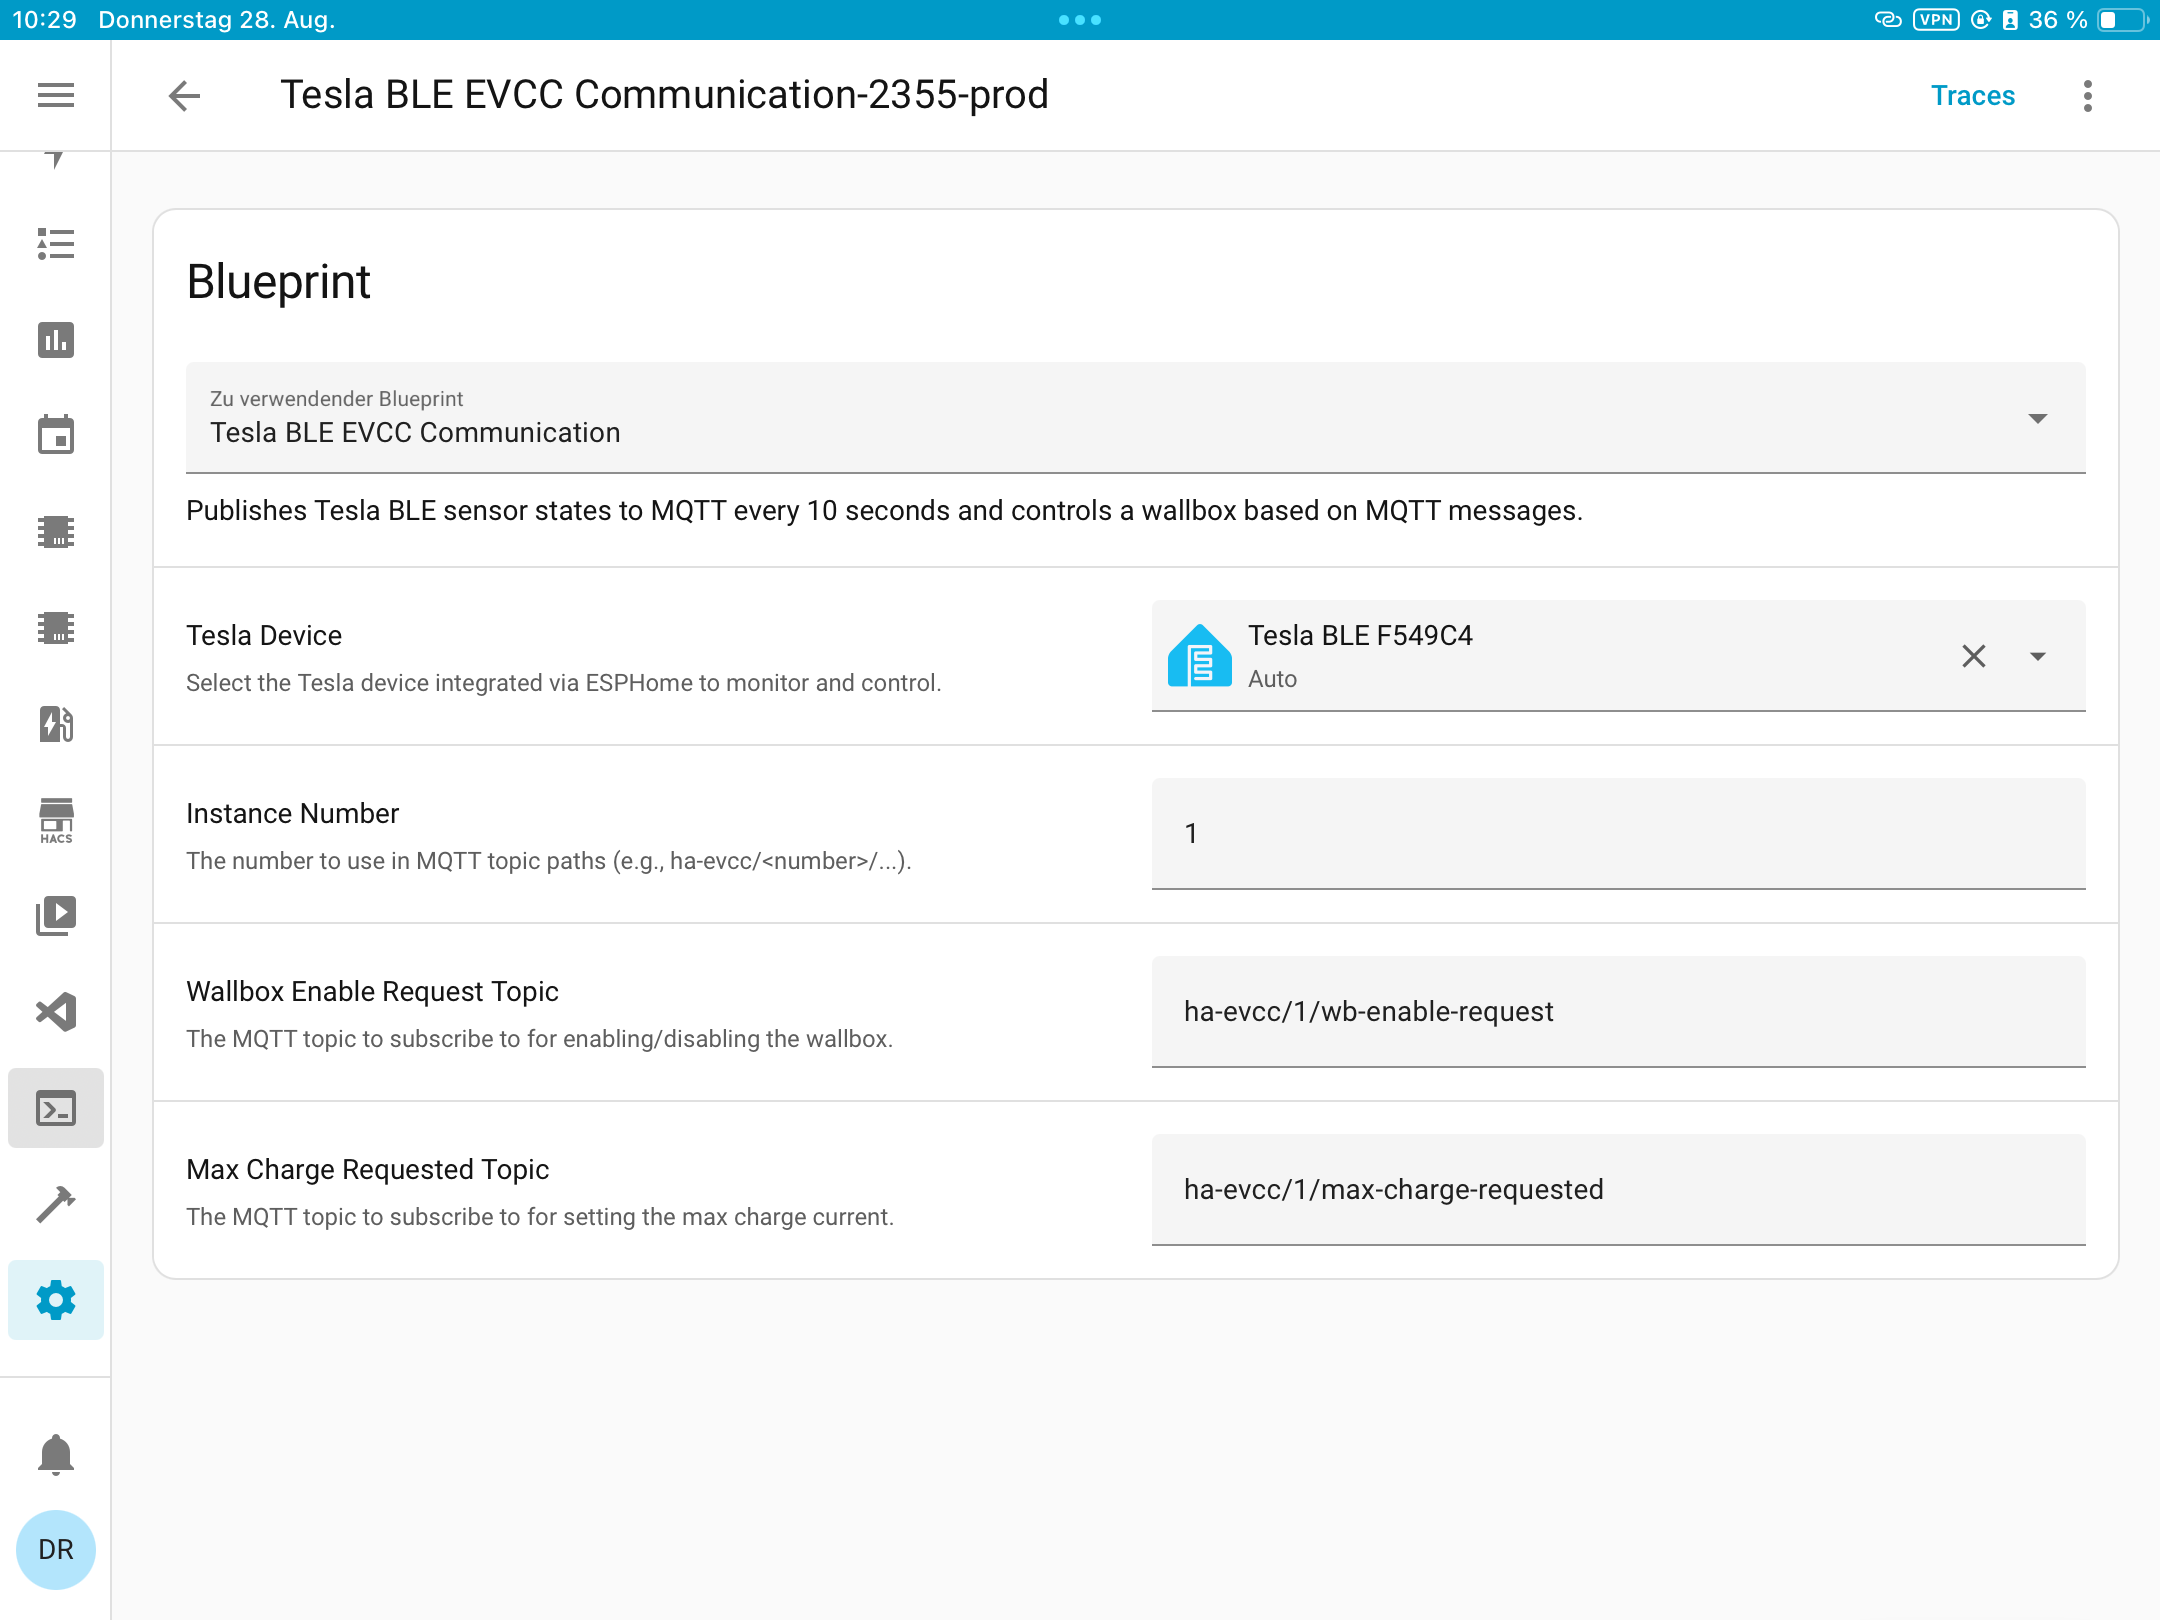 10:29 Donnerstag 28. Aug.
VPN 36 %
Tesla BLE EVCC Communication-2355-prod
Traces
Blueprint
Zu verwendender Blueprint
Tesla BLE EVCC Communication
Publishes Tesla BLE sensor states to MQTT every 10 seconds and controls a wallbox based on MQTT messages.
Tesla Device
Select the Tesla device integrated via ESPHome to monitor and control.
Tesla BLE F549C4
Auto
Instance Number
The number to use in MQTT topic paths (e.g., ha-evcc/<number>/...).
1
HACS
Wallbox Enable Request Topic
The MQTT topic to subscribe to for enabling/disabling the wallbox.
ha-evcc/1/wb-enable-request
Max Charge Requested Topic
The MQTT topic to subscribe to for setting the max charge current.
ha-evcc/1/max-charge-requested
DR